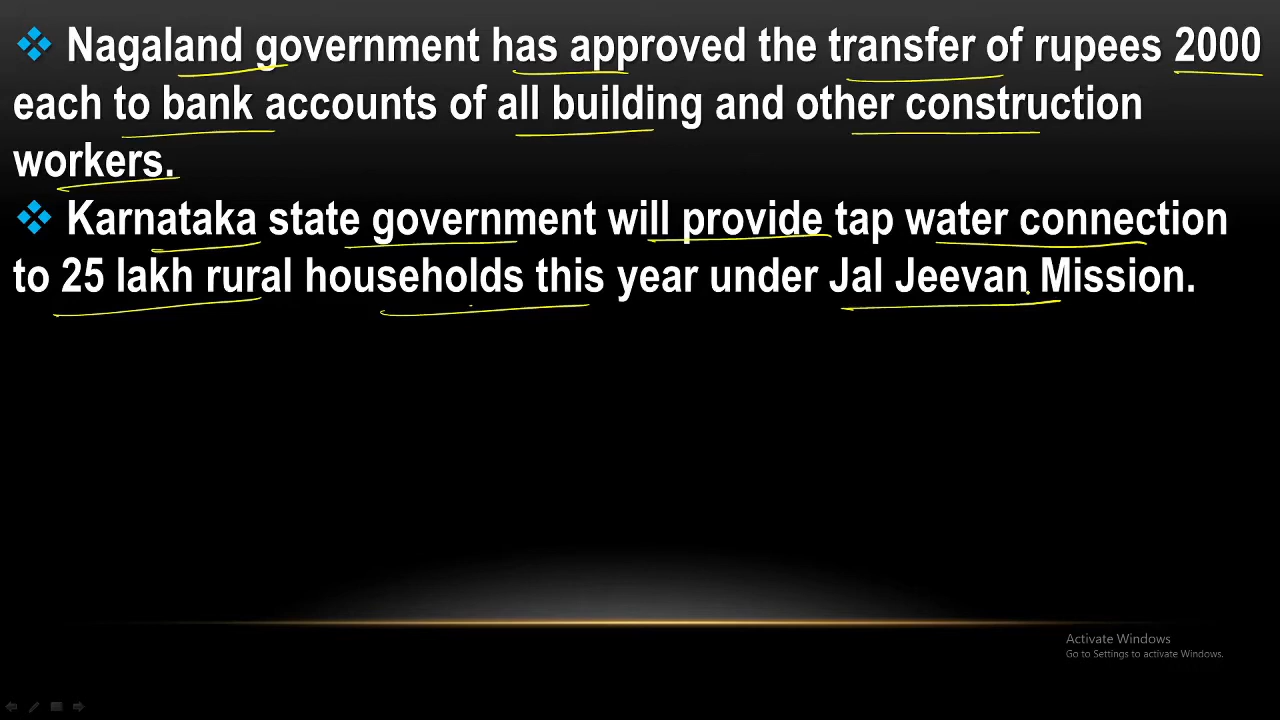 Nagaland government has approved the transfer of rupees 2000
each to bank accounts of all building and other construction
workers.
Karnataka state government will provide tap water connection
to 25 lakh rural households this year under Jal Jeevan Mission.
Activate Windows
Go to Settings to activate Windows.